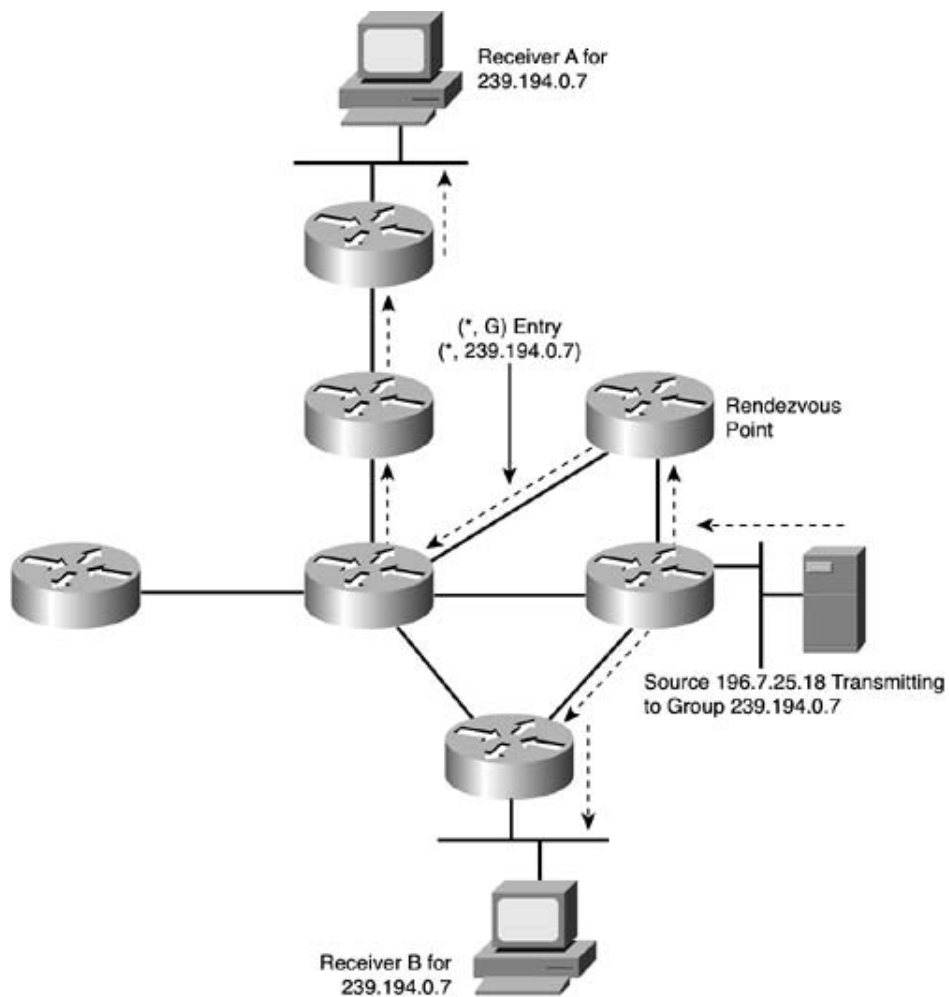 Receiver A for
239.194.0.7
(*, G) Entry
(*, 239.194.0.7)
Rendezvous
Point
Source 196.7.25.18 Transmitting
to Group 239.194.0.7
Receiver B for
239.194.0.7